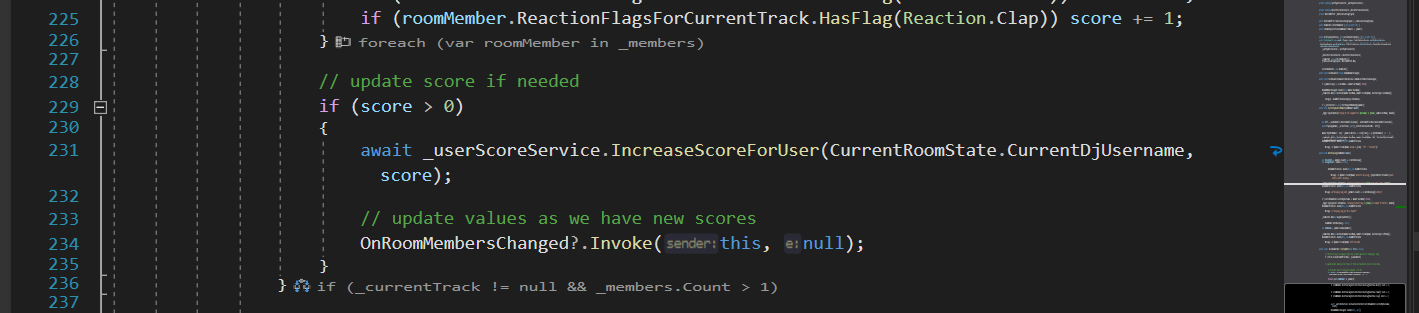 225 if (roomMember.ReactionFlagsForCurrentTrack.HasFlag(Reaction.Clap)) score += 1;
226 } foreach (var roomMember in _members)
227
228 // update score if needed
229 if (score > 0)
230 {
231 await _userScoreService.IncreaseScoreForUser(CurrentRoomState.CurrentDjUsername,
score);
232
233 // update values as we have new scores
234 OnRoomMembersChanged?.Invoke(sender: this, e: null);
235 }
236 } if (_currentTrack != null && _members.Count > 1)
237